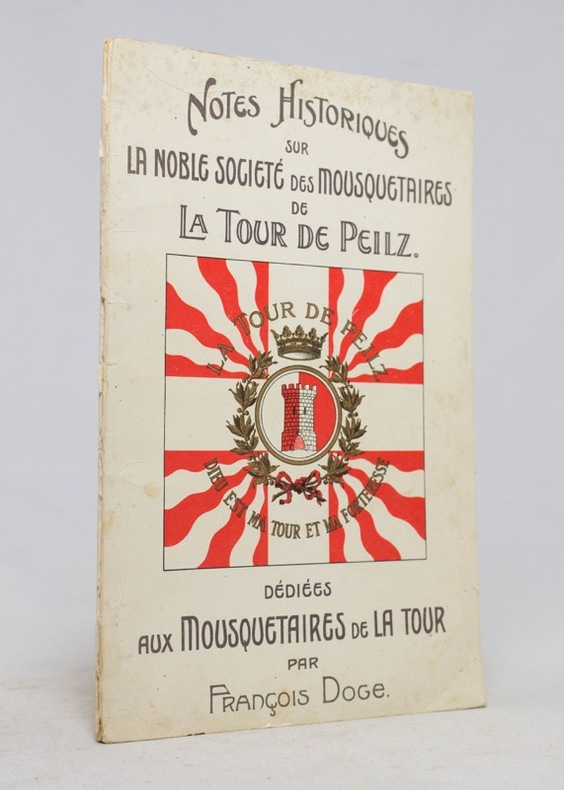 Notes Historiques
sur
la Noble Societé des Mousquetaires
de
La Tour de Peilz.
La Tour de Peilz
Dieu est ma tour et ma forteresse
dédiées
aux Mousquetaires de La Tour
par
François Doge.